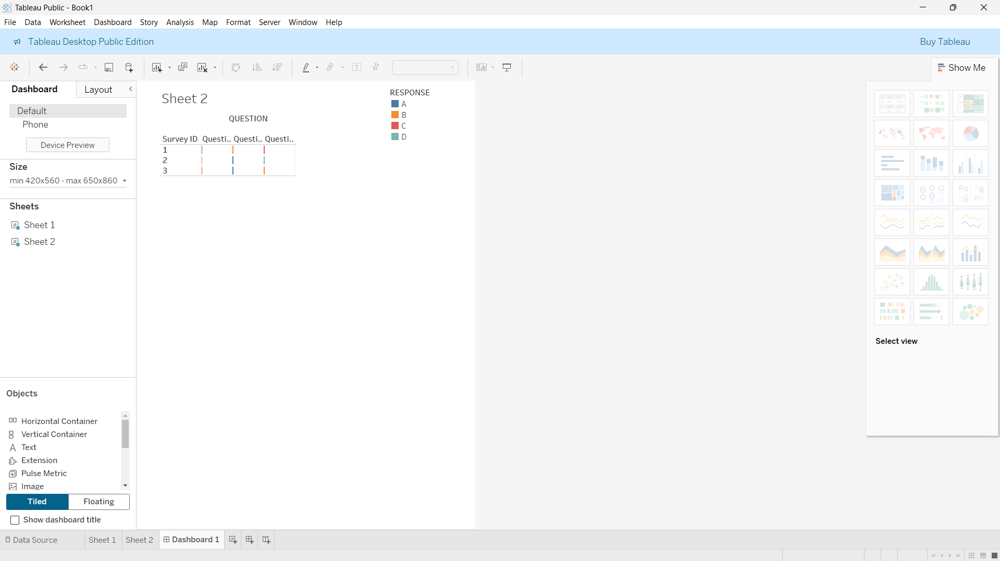 Tableau Public - Book1
File Data Worksheet Dashboard Story Analysis Map Format Server Window Help
Tableau Desktop Public Edition
Buy Tableau
Show Me
Dashboard
Layout
Default
Phone
Device Preview
Size
min 420x560 - max 650x860
Sheets
Sheet 1
Sheet 2
Objects
Horizontal Container
Vertical Container
Text
Extension
Pulse Metric
Image
Tiled
Floating
Show dashboard title
Sheet 2
QUESTION
Survey ID Questi.. Questi.. Questi..
1
2
3
RESPONSE
A
B
C
D
Select view
Data Source
Sheet 1
Sheet 2
Dashboard 1